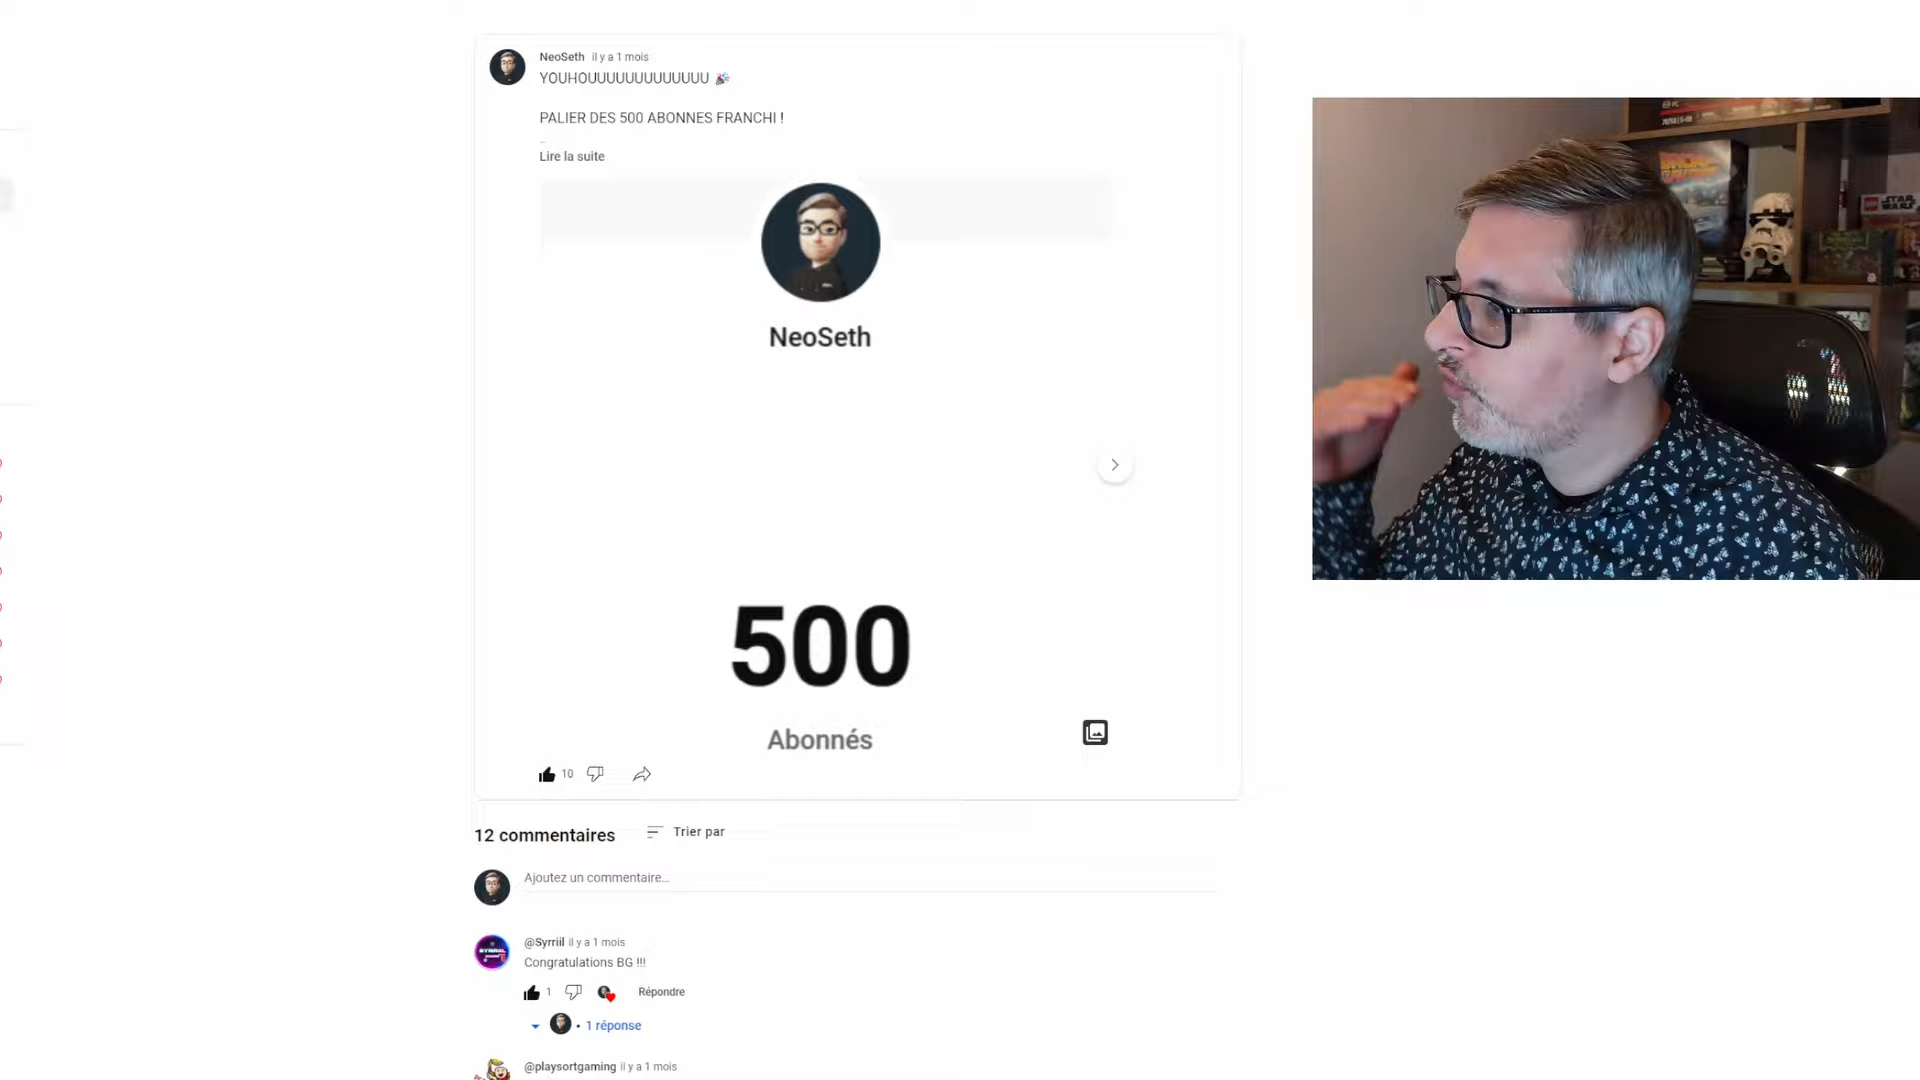 NeoSeth il y a 1 mois
YOUHOUUUUUUUUUUUUU 🎉
PALIER DES 500 ABONNES FRANCHI !
...
Lire la suite
NeoSeth
500
Abonnés
10
12 commentaires
Trier par
Ajoutez un commentaire...
@Syrriil il y a 1 mois
Congratulations BG !!!
1
Répondre
• 1 réponse
@playsortgaming il y a 1 mois
STAR
WARS